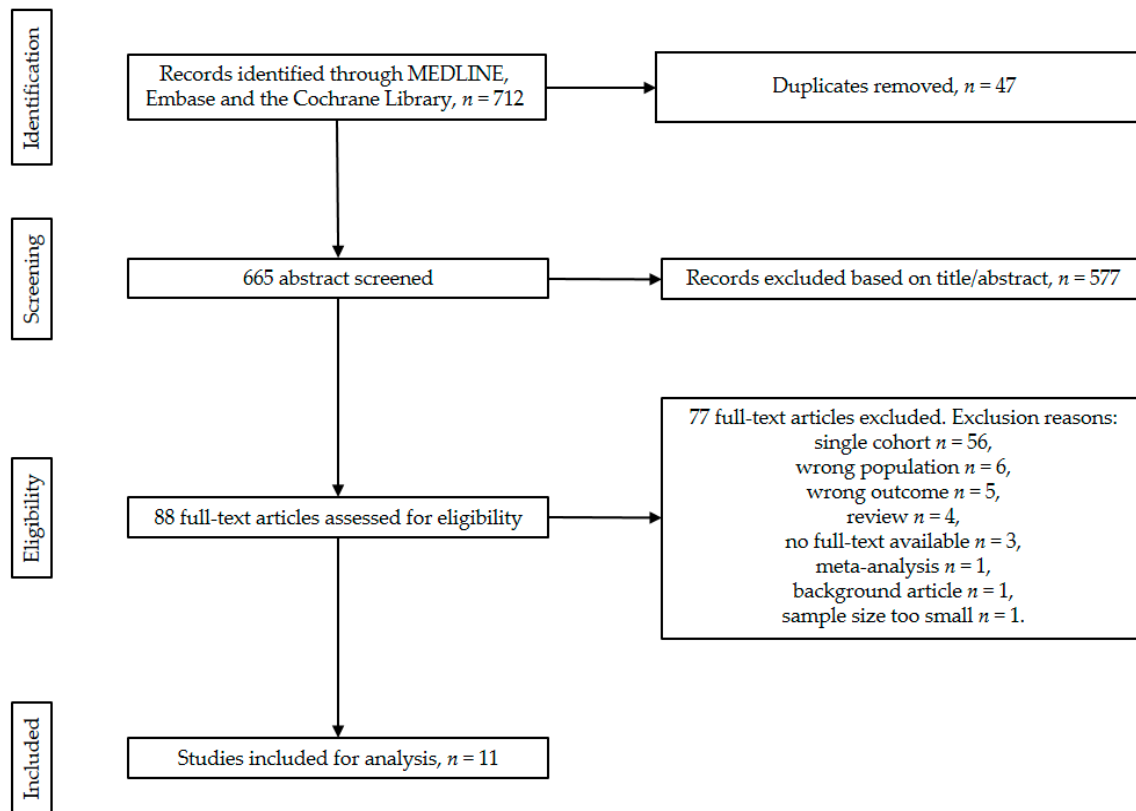 Identification
Records identified through MEDLINE,
Embase and the Cochrane Library, n = 712
Duplicates removed, n = 47
Screening
665 abstract screened
Records excluded based on title/abstract, n = 577
Eligibility
88 full-text articles assessed for eligibility
77 full-text articles excluded. Exclusion reasons:
single cohort n = 56,
wrong population n = 6,
wrong outcome n = 5,
review n = 4,
no full-text available n = 3,
meta-analysis n = 1,
background article n = 1,
sample size too small n = 1.
Included
Studies included for analysis, n = 11